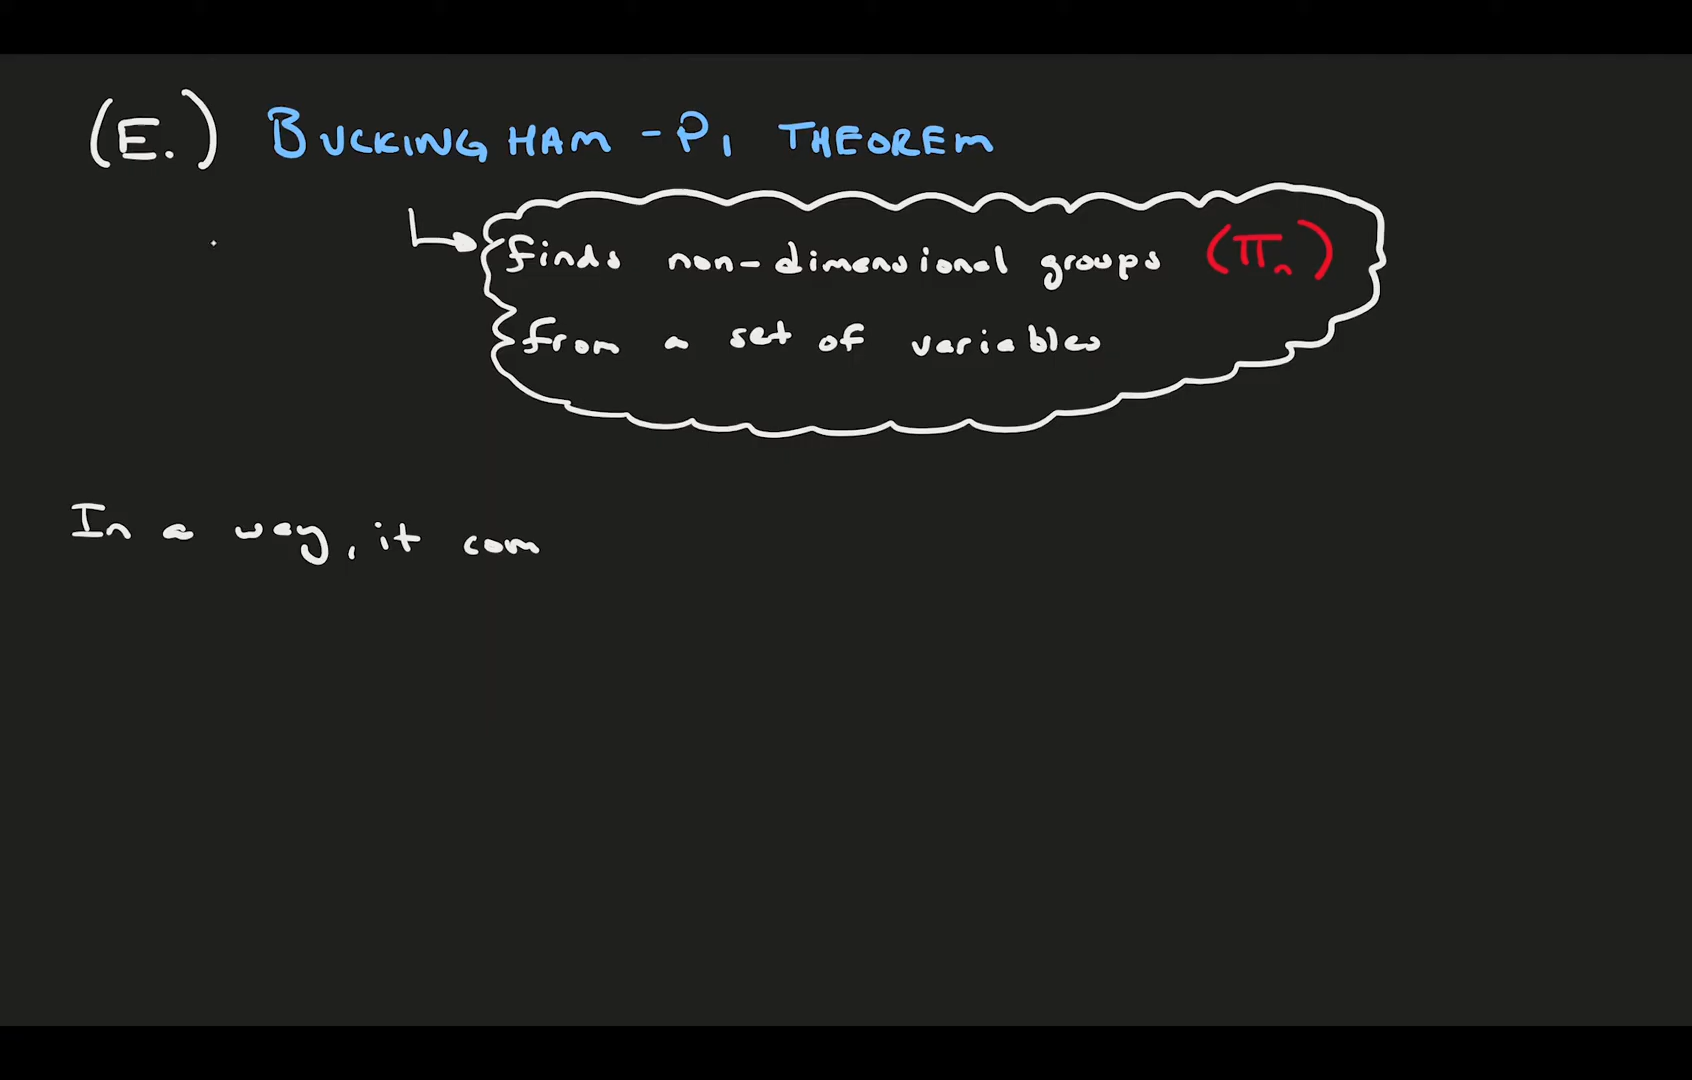 (E.) BUCKINGHAM-PI THEOREM
finds non-dimensional groups (πn)
from a set of variables
In a way, it com